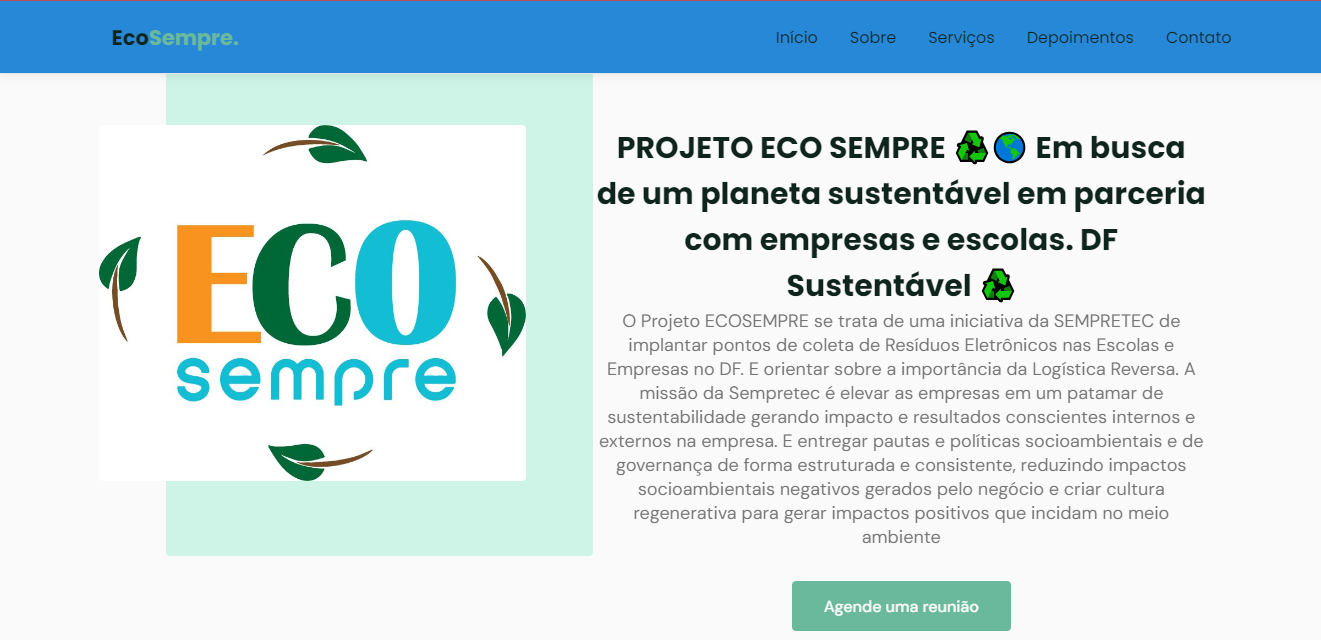 EcoSempre.
Início Sobre Serviços Depoimentos Contato
ECO
sempre
PROJETO ECO SEMPRE ♻🌎 Em busca
de um planeta sustentável em parceria
com empresas e escolas. DF
Sustentável ♻
O Projeto ECOSEMPRE se trata de uma iniciativa da SEMPRETEC de
implantar pontos de coleta de Resíduos Eletrônicos nas Escolas e
Empresas no DF. E orientar sobre a importância da Logística Reversa. A
missão da Sempretec é elevar as empresas em um patamar de
sustentabilidade gerando impacto e resultados conscientes internos e
externos na empresa. E entregar pautas e políticas socioambientais e de
governança de forma estruturada e consistente, reduzindo impactos
socioambientais negativos gerados pelo negócio e criar cultura
regenerativa para gerar impactos positivos que incidam no meio
ambiente
Agende uma reunião